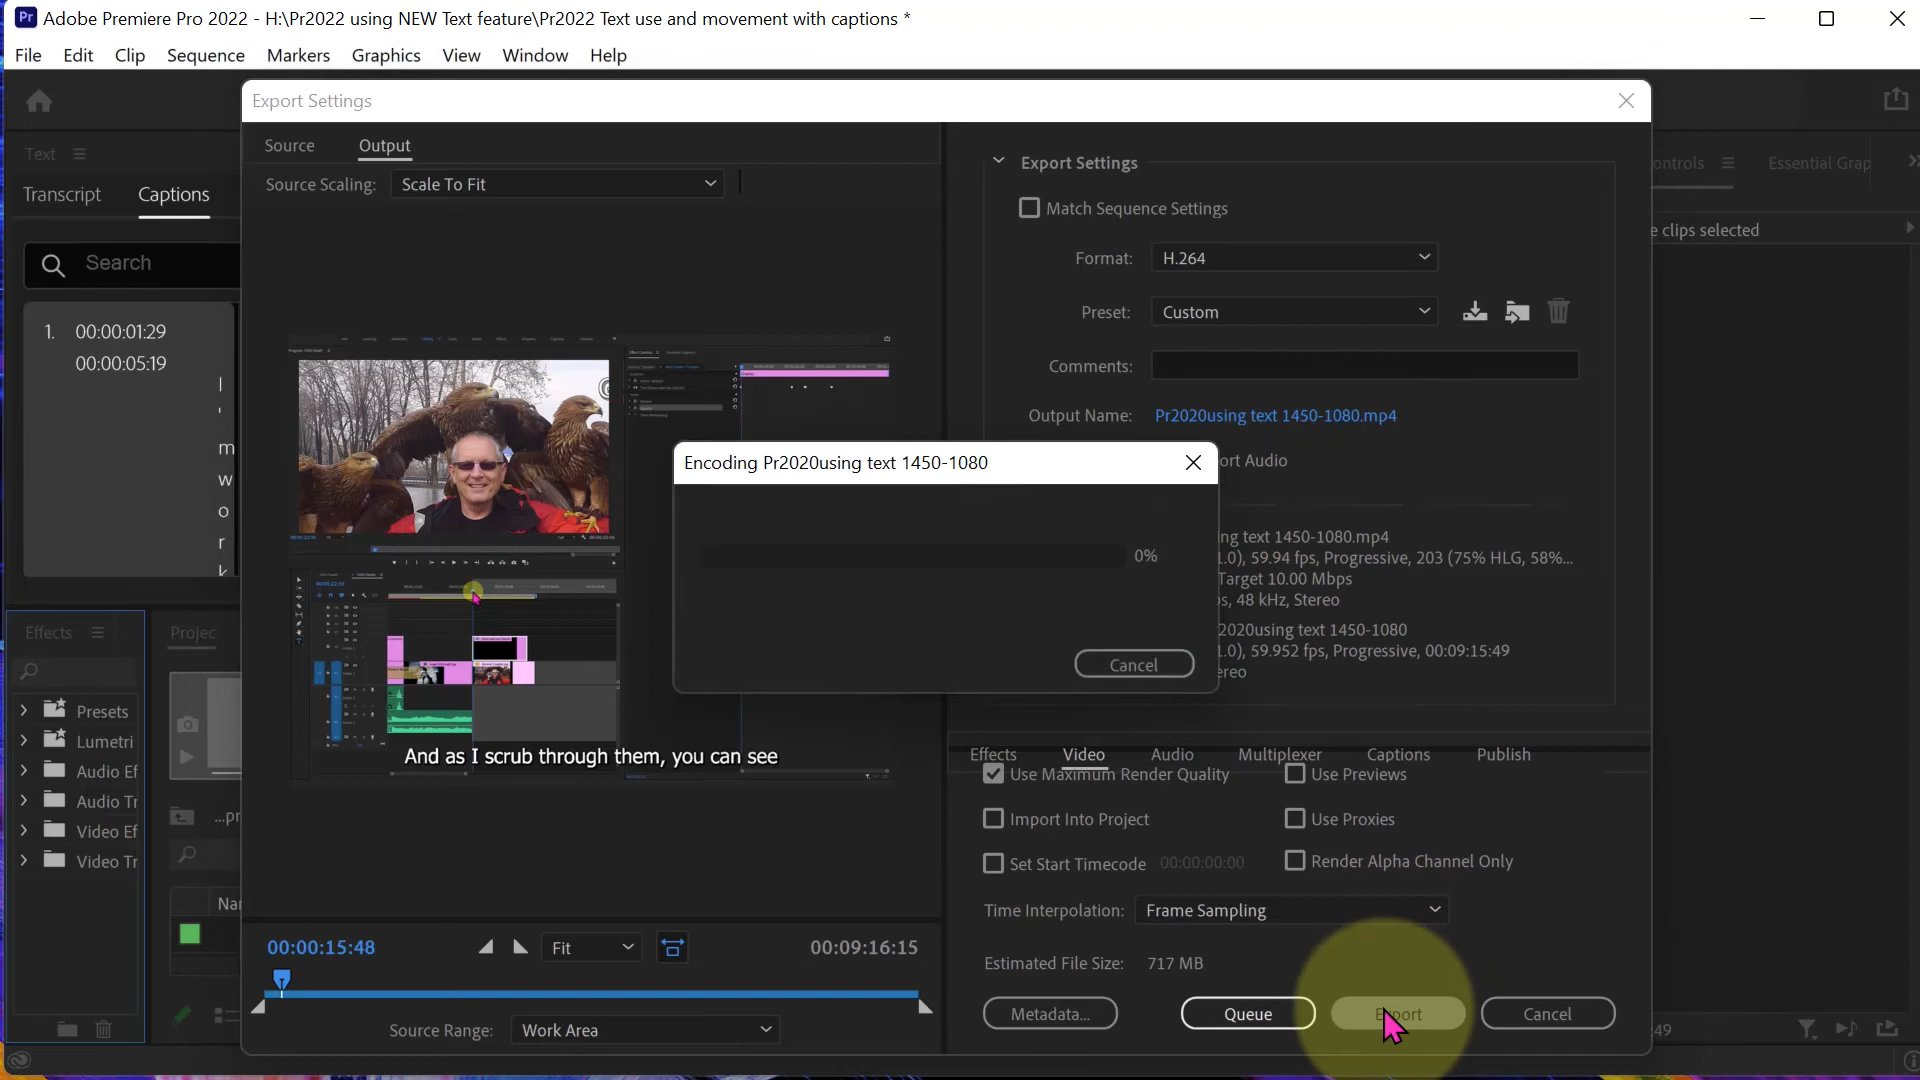 Pr Adobe Premiere Pro 2022 - H:\Pr2022 using NEW Text feature\Pr2022 Text use and movement with captions *
File Edit Clip Sequence Markers Graphics View Window Help
Export Settings
Source Output
Source Scaling: Scale To Fit
Text
Transcript Captions
Search
1. 00:00:01:29
00:00:05:19
I
'
m
w
o
r
k
Export Settings
Match Sequence Settings
Format: H.264
Preset: Custom
Comments:
Output Name: Pr2020using text 1450-1080.mp4
ort Audio
ontrols Essential Grap
e clips selected
Encoding Pr2020using text 1450-1080
0%
Cancel
ng text 1450-1080.mp4
1.0), 59.94 fps, Progressive, 203 (75% HLG, 58%...
Target 10.00 Mbps
s, 48 kHz, Stereo
2020using text 1450-1080
1.0), 59.952 fps, Progressive, 00:09:15:49
ereo
And as I scrub through them, you can see
Effects
Presets
Lumetri
Audio Ef
Audio Tr
Video Ef
Video Tr
Projec
...pr
Nar
Effects Video Audio Multiplexer Captions Publish
Use Maximum Render Quality Use Previews
Import Into Project Use Proxies
Set Start Timecode 00:00:00:00 Render Alpha Channel Only
Time Interpolation: Frame Sampling
Estimated File Size: 717 MB
Metadata... Queue Export Cancel
00:00:15:48 Fit 00:09:16:15
Source Range: Work Area
:49